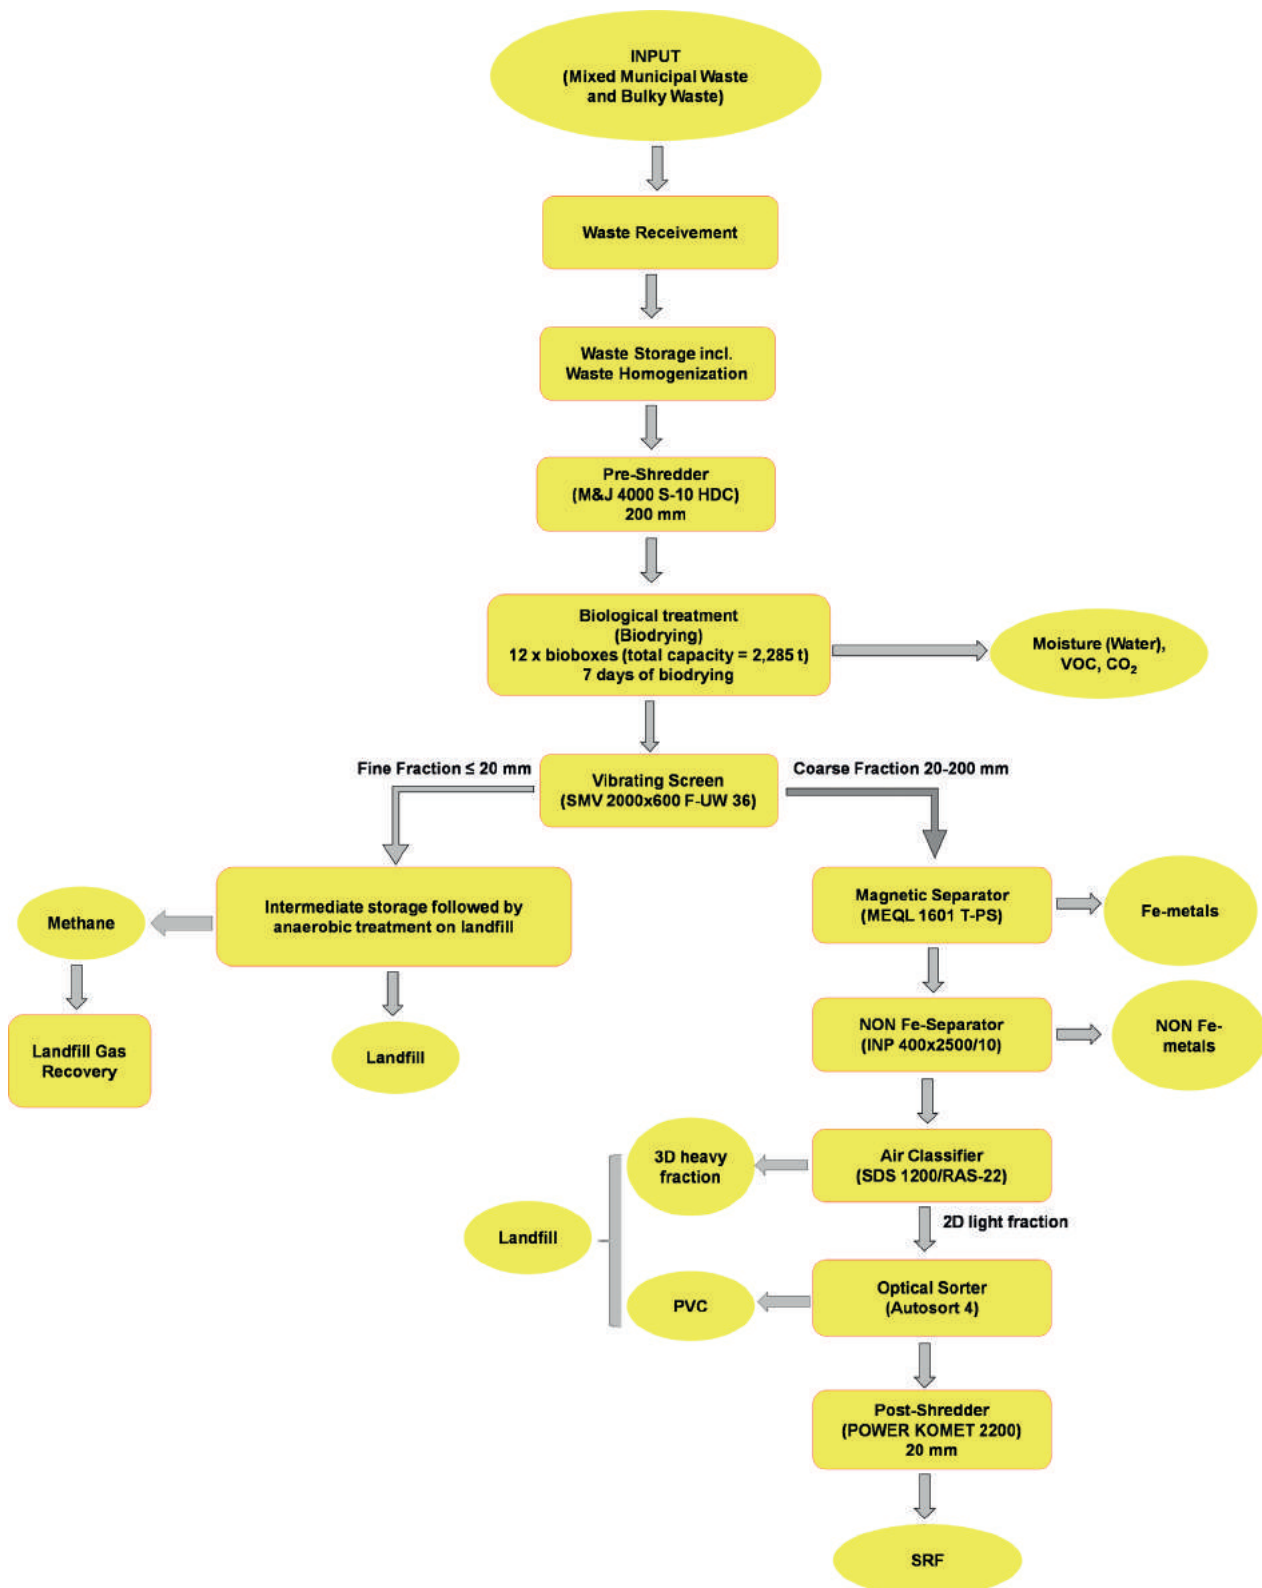 INPUT
(Mixed Municipal Waste
and Bulky Waste)
Waste Receivement
Waste Storage incl.
Waste Homogenization
Pre-Shredder
(M&J 4000 S-10 HDC)
200 mm
Biological treatment
(Biodrying)
12 x bioboxes (total capacity = 2,285 t)
7 days of biodrying
Moisture (Water),
VOC, CO₂
Fine Fraction ≤ 20 mm
Vibrating Screen
(SMV 2000x600 F-UW 36)
Coarse Fraction 20-200 mm
Methane
Intermediate storage followed by
anaerobic treatment on landfill
Magnetic Separator
(MEQL 1601 T-PS)
Fe-metals
Landfill Gas
Recovery
Landfill
NON Fe-Separator
(INP 400x2500/10)
NON Fe-
metals
3D heavy
fraction
Air Classifier
(SDS 1200/RAS-22)
2D light fraction
Landfill
PVC
Optical Sorter
(Autosort 4)
Post-Shredder
(POWER KOMET 2200)
20 mm
SRF